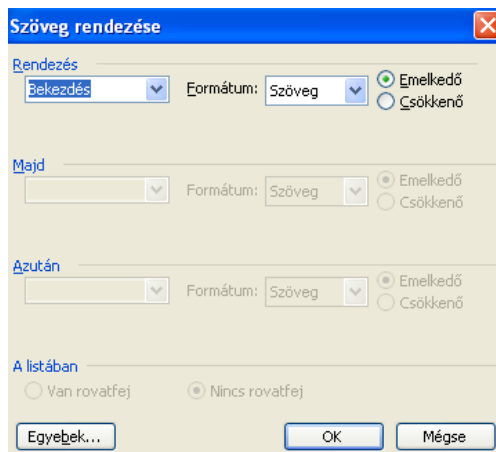 Szöveg rendezése
Rendezés
Bekezdés Formátum: Szöveg Emelkedő
Csökkenő
Majd
Formátum: Szöveg Emelkedő
Csökkenő
Azután
Formátum: Szöveg Emelkedő
Csökkenő
A listában
Van rovatfej Nincs rovatfej
Egyebek... OK Mégse